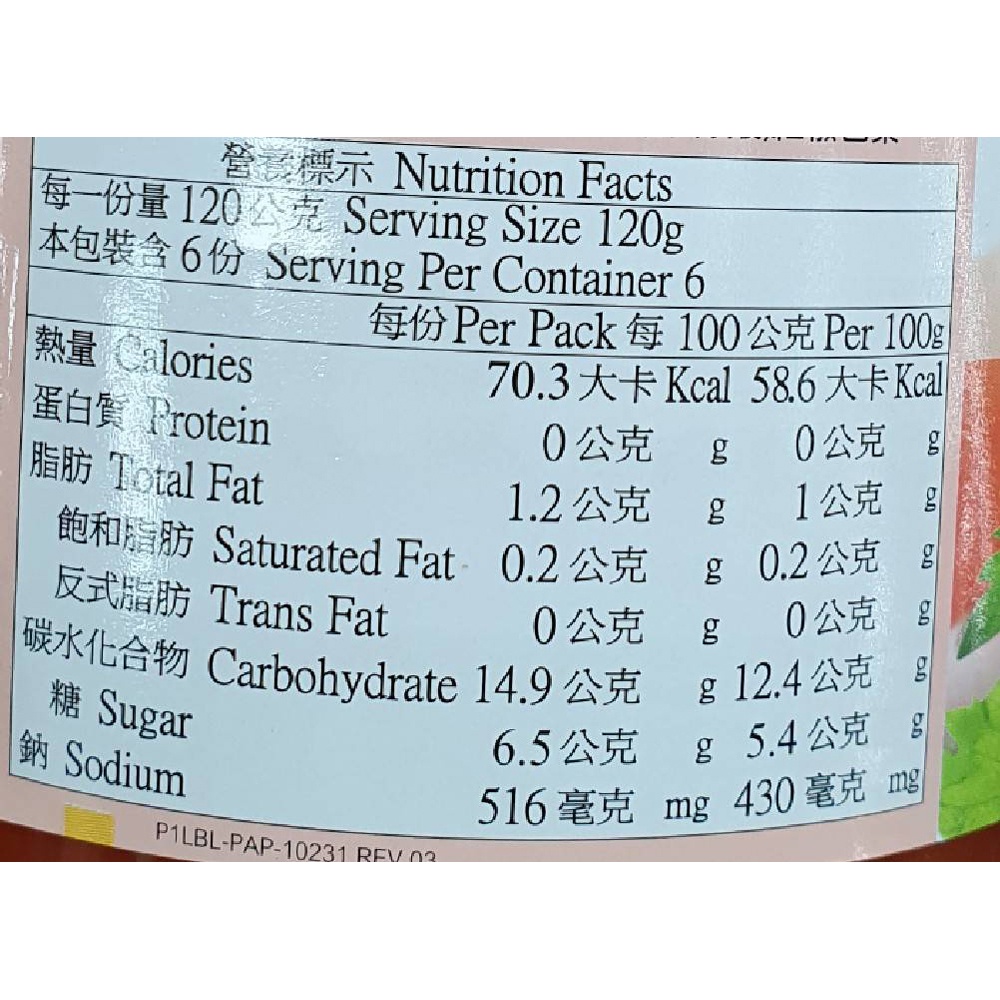 營養標示 Nutrition Facts
每一份量 120公克 Serving Size 120g
本包裝含 6份 Serving Per Container 6
每份 Per Pack 每 100公克 Per 100g
熱量 Calories 70.3 大卡 Kcal 58.6 大卡 Kcal
蛋白質 Protein 0公克 g 0公克 g
脂肪 Total Fat 1.2公克 g 1公克 g
飽和脂肪 Saturated Fat 0.2公克 g 0.2公克 g
反式脂肪 Trans Fat 0公克 g 0公克 g
碳水化合物 Carbohydrate 14.9公克 g 12.4公克 g
糖 Sugar 6.5公克 g 5.4公克 g
鈉 Sodium 516 毫克 mg 430 毫克 mg
P1LBL-PAP-10231 REV 03